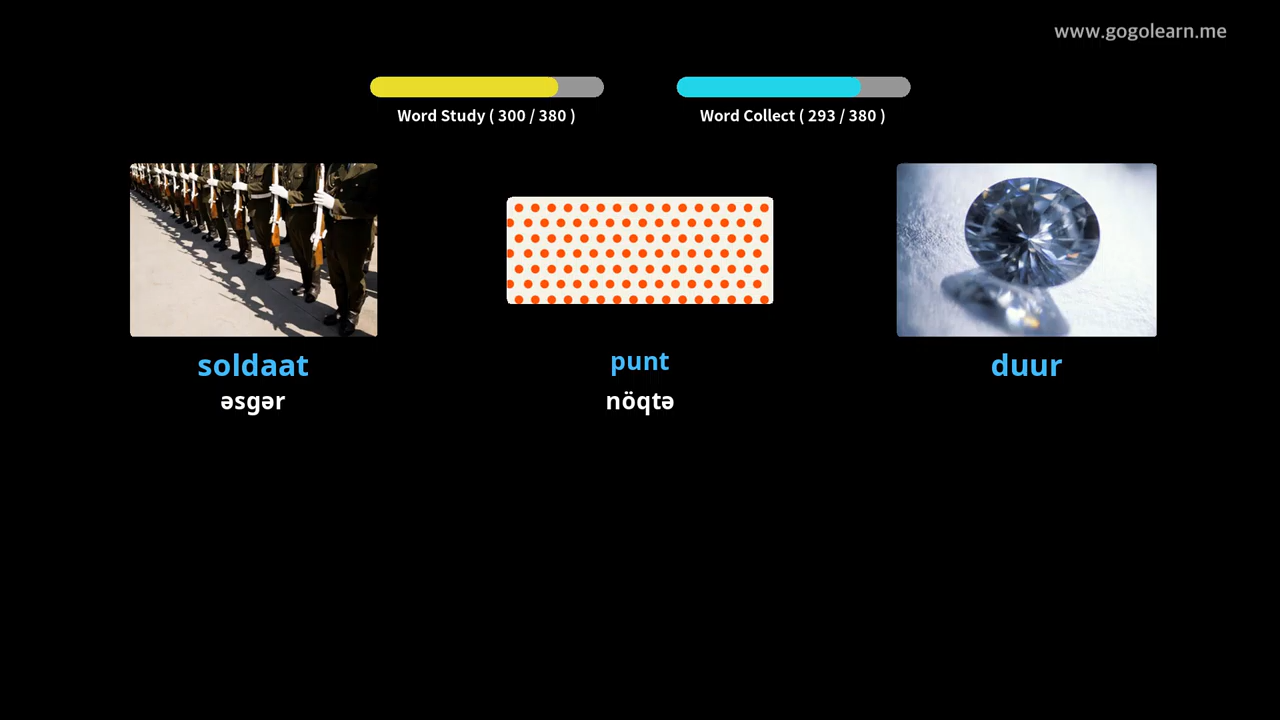 www.gogolearn.me
Word Study ( 300 / 380 )
Word Collect ( 293 / 380 )
soldaat
əsgər
punt
nöqtə
duur